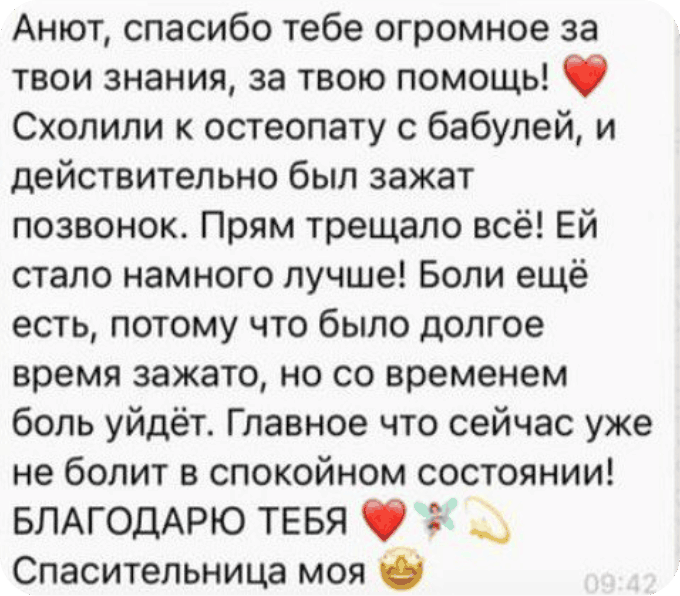 Анют, спасибо тебе огромное за
твои знания, за твою помощь! ❤️
Схолили к остеопату с бабулей, и
действительно был зажат
позвонок. Прям трещало всё! Ей
стало намного лучше! Боли ещё
есть, потому что было долгое
время зажато, но со временем
боль уйдёт. Главное что сейчас уже
не болит в спокойном состоянии!
БЛАГОДАРЮ ТЕБЯ ❤️🧚💫
Спасительница моя 🤩
09:42